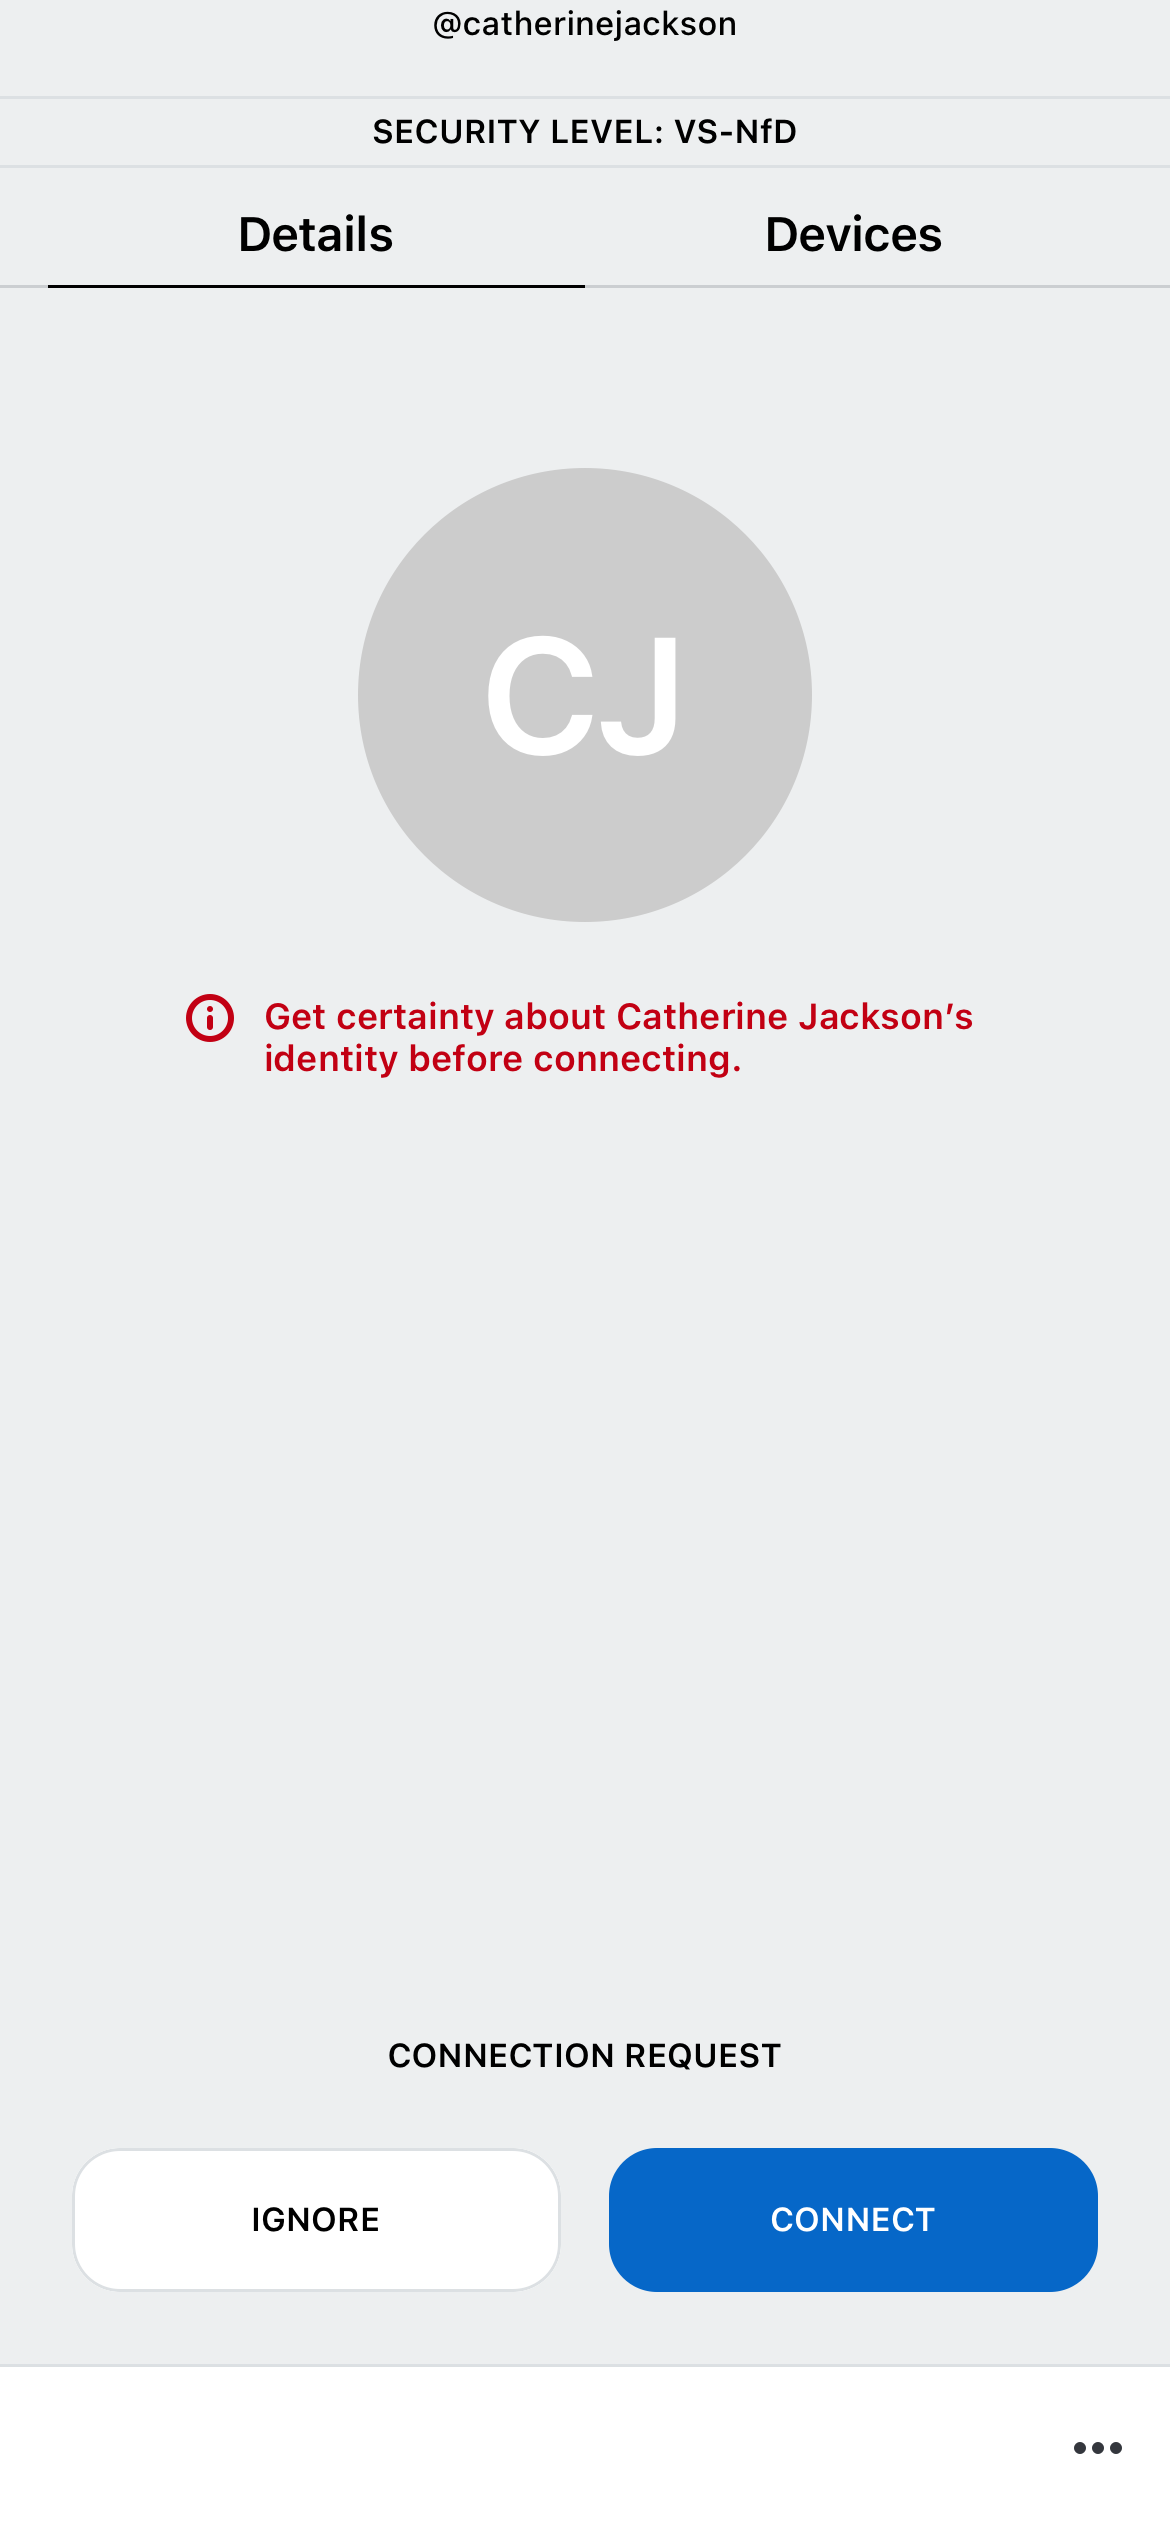 @catherinejackson
SECURITY LEVEL: VS-NfD
Details
Devices
CJ
Get certainty about Catherine Jackson’s
identity before connecting.
CONNECTION REQUEST
IGNORE
CONNECT